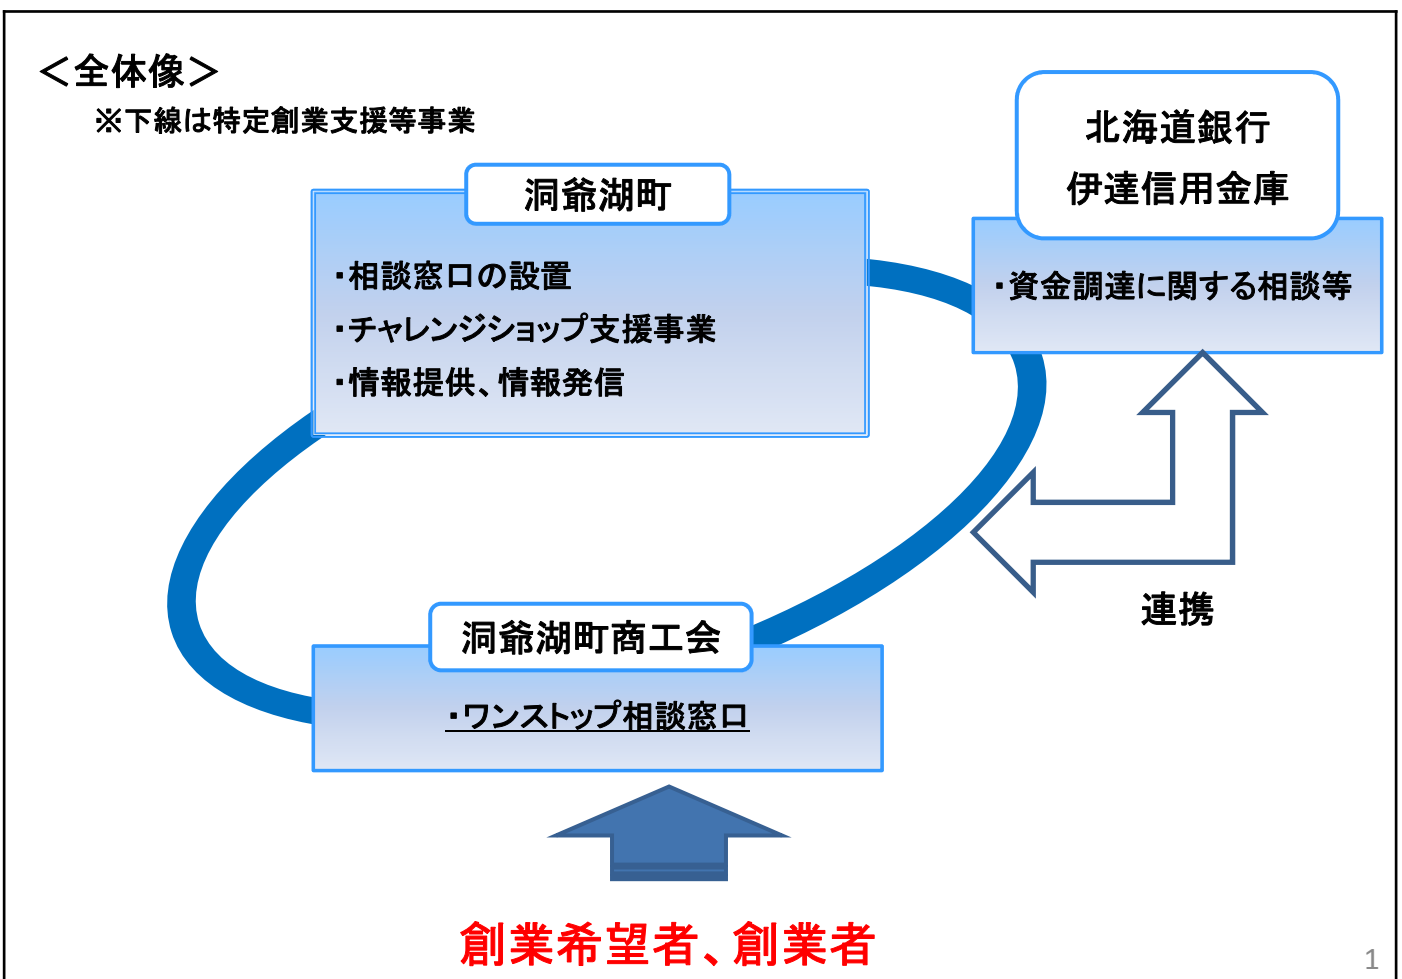 ＜全体像＞
※下線は特定創業支援等事業
北海道銀行
伊達信用金庫
・資金調達に関する相談等
洞爺湖町
・相談窓口の設置
・チャレンジショップ支援事業
・情報提供、情報発信
連携
洞爺湖町商工会
・ワンストップ相談窓口
創業希望者、創業者
1